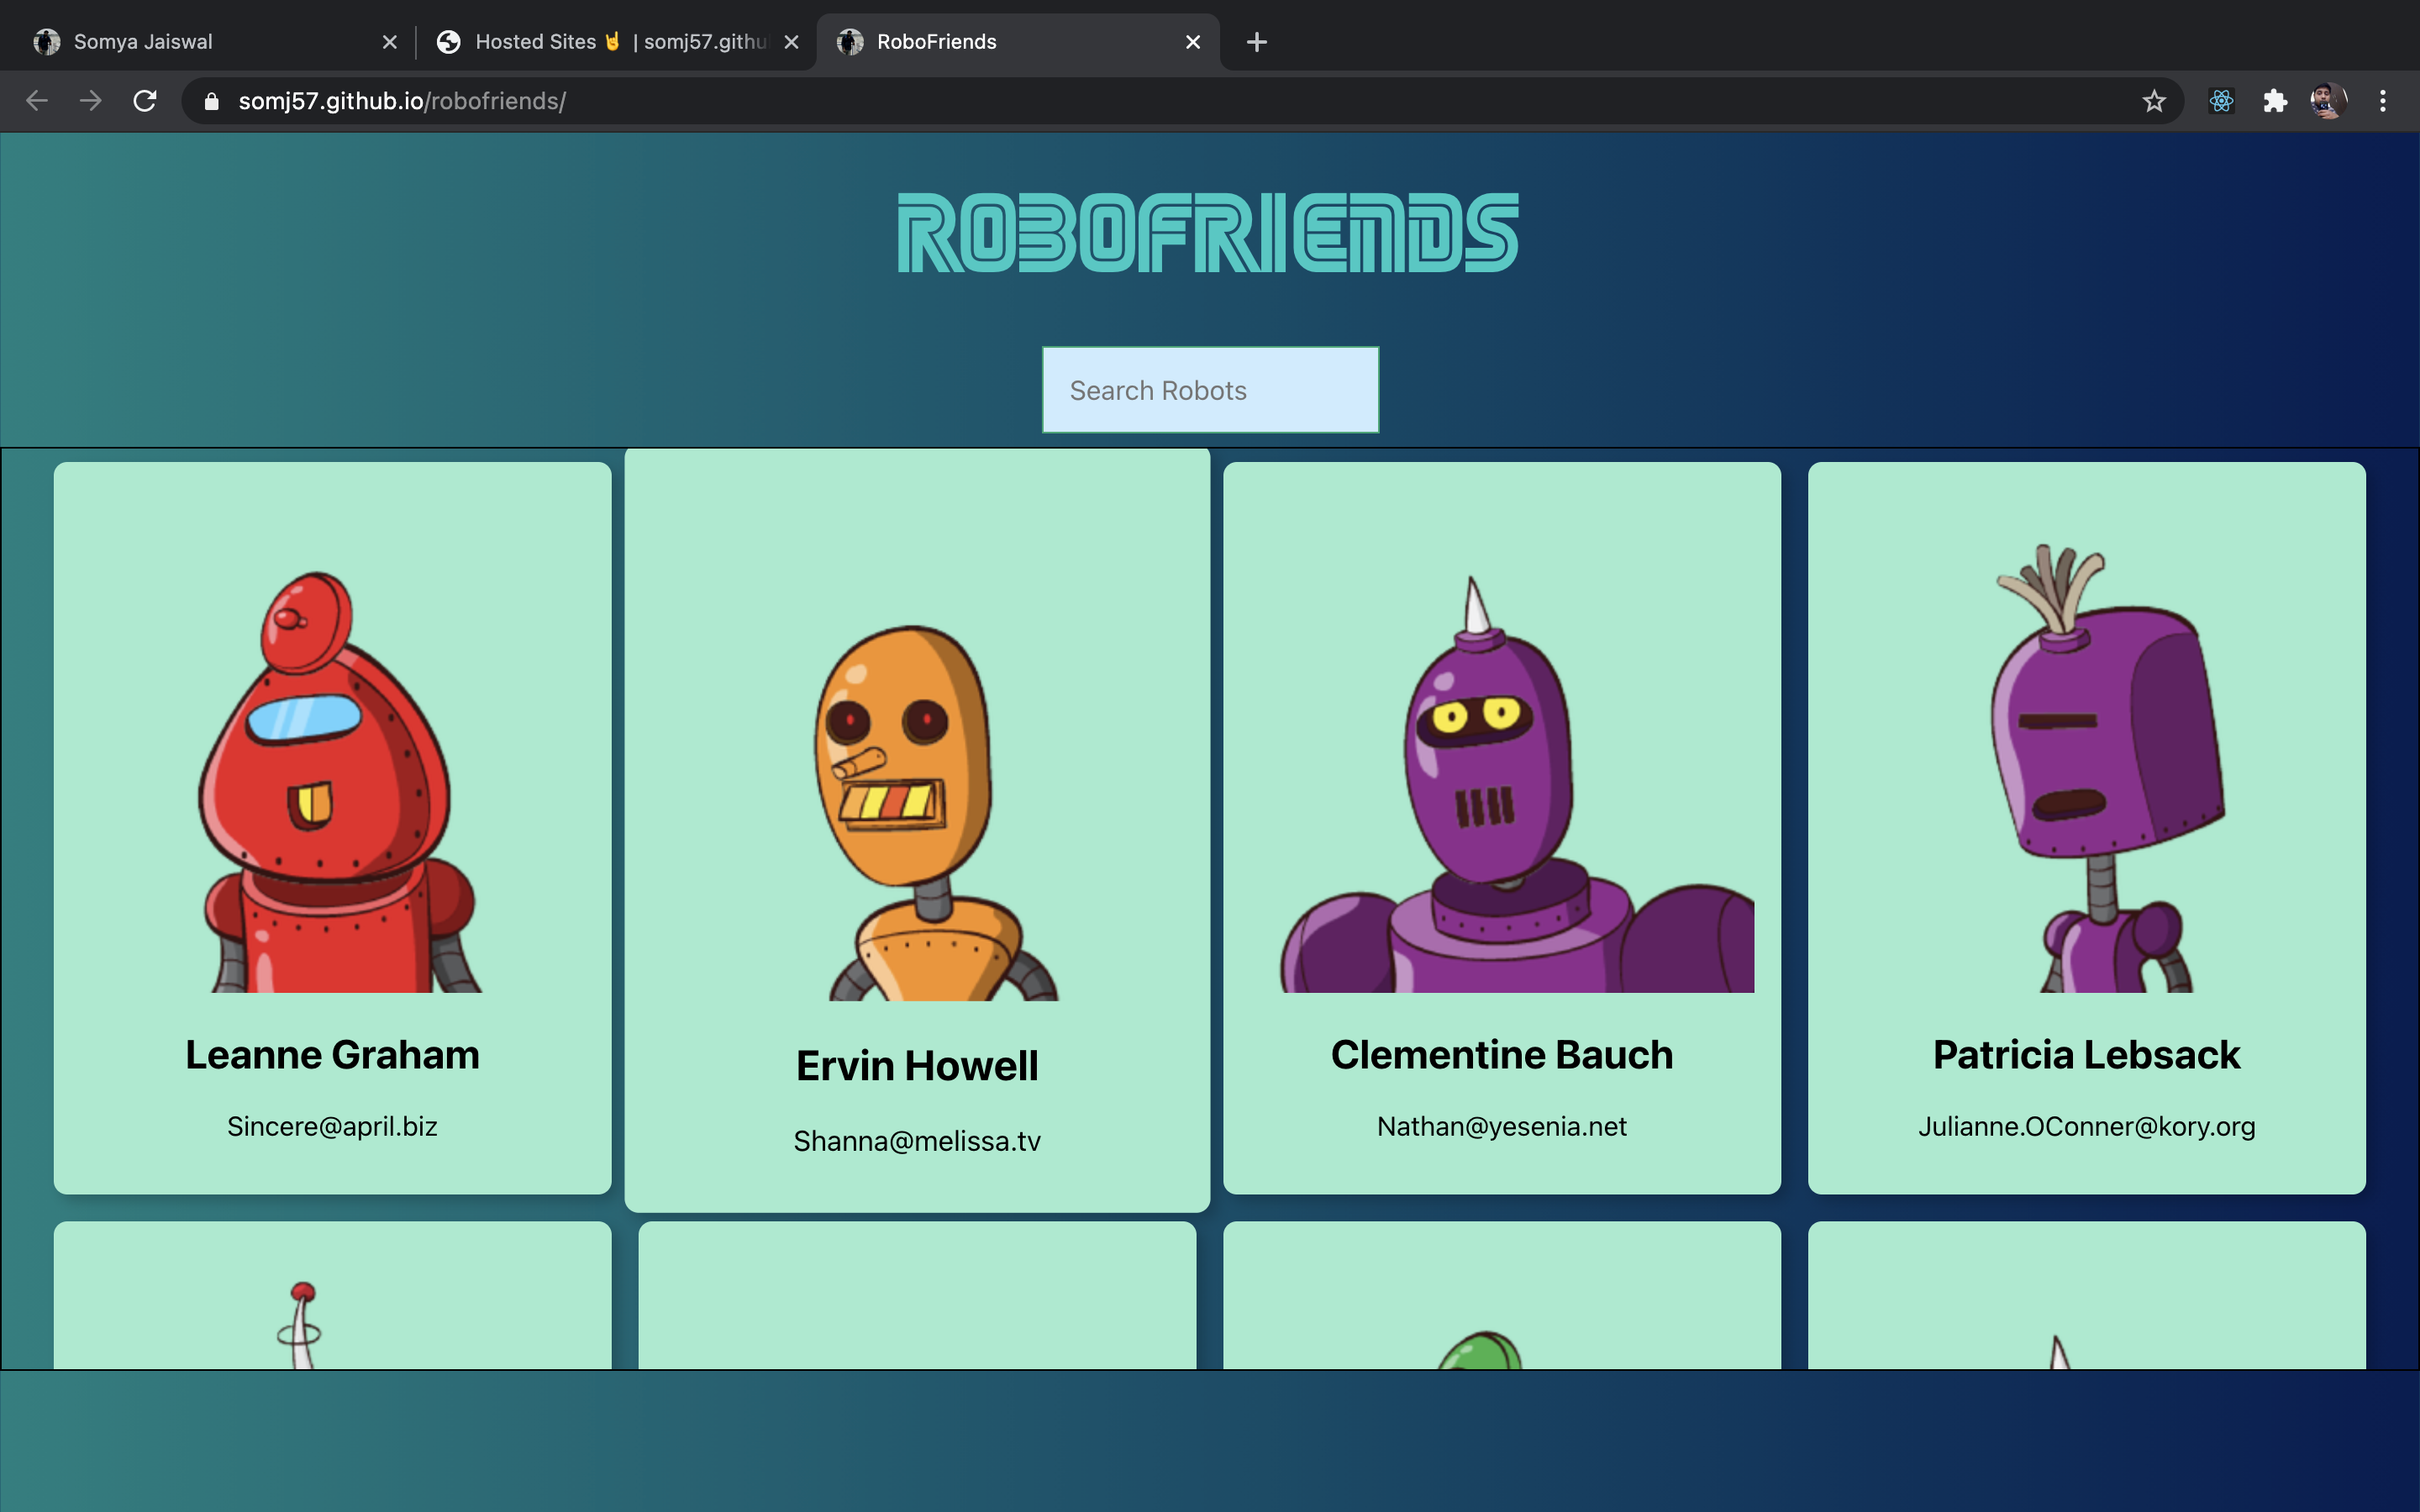 Somya Jaiswal
Hosted Sites 🤘 | somj57.githu
RoboFriends
somj57.github.io/robofriends/
ROBOFRIENDS
Search Robots
Leanne Graham
Sincere@april.biz
Ervin Howell
Shanna@melissa.tv
Clementine Bauch
Nathan@yesenia.net
Patricia Lebsack
Julianne.OConner@kory.org